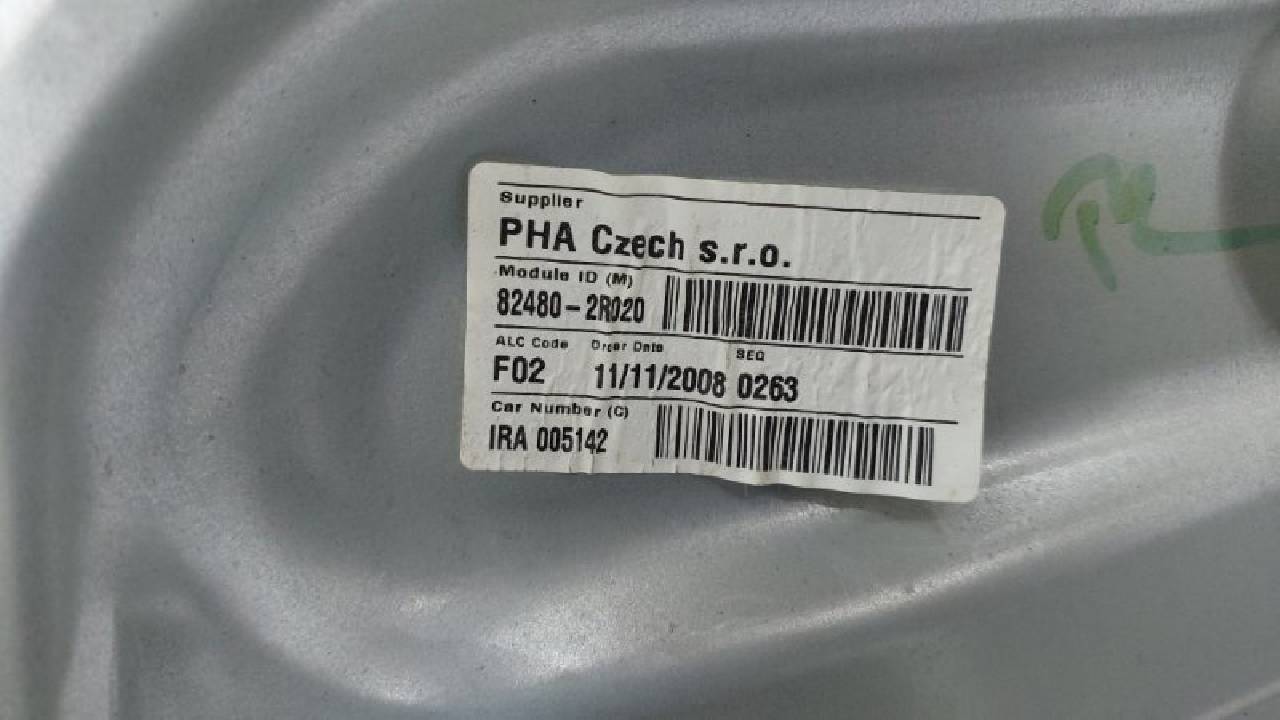 Supplier
PHA Czech s.r.o.
Module ID (M)
82480-2R020
ALC Code Order Date SEQ
F02 11/11/2008 0263
Car Number (C)
IRA 005142